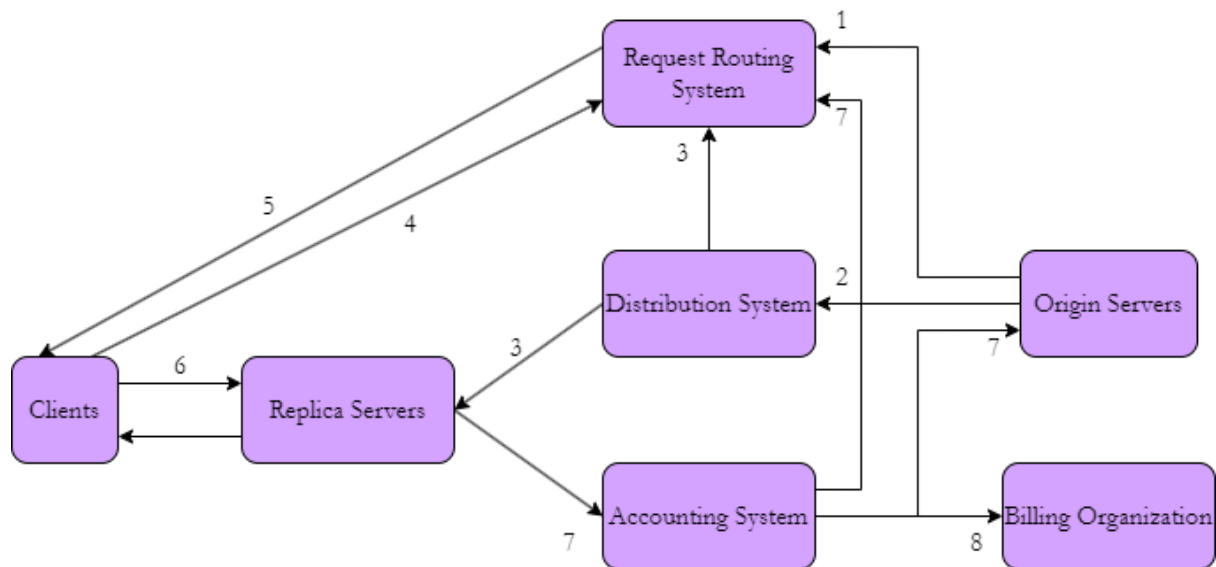 1
Request Routing
System
7
3
5
4
2
Distribution System
Origin Servers
3
7
6
Clients
Replica Servers
Accounting System
Billing Organization
7
8